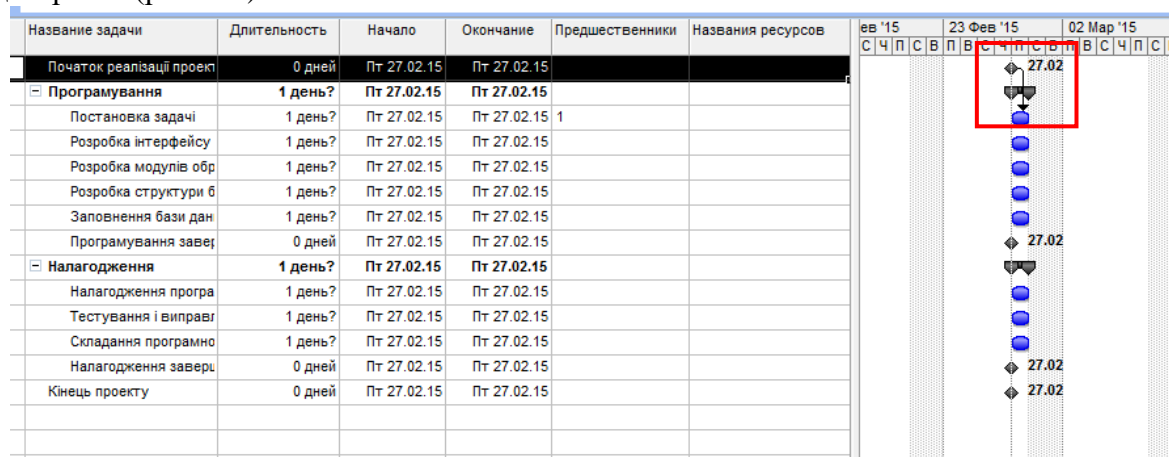 Название задачи Длительность Начало Окончание Предшественники Названия ресурсов ев '15 23 Фев '15 02 Мар '15
С Ч П С В П В С Ч П С В П В С Ч П С
Початок реалізації проект 0 дней Пт 27.02.15 Пт 27.02.15 27.02
Програмування 1 день? Пт 27.02.15 Пт 27.02.15
Постановка задачі 1 день? Пт 27.02.15 Пт 27.02.15 1
Розробка інтерфейсу 1 день? Пт 27.02.15 Пт 27.02.15
Розробка модулів обр 1 день? Пт 27.02.15 Пт 27.02.15
Розробка структури б 1 день? Пт 27.02.15 Пт 27.02.15
Заповнення бази дан 1 день? Пт 27.02.15 Пт 27.02.15
Програмування завер 0 дней Пт 27.02.15 Пт 27.02.15 27.02
Налагодження 1 день? Пт 27.02.15 Пт 27.02.15
Налагодження програ 1 день? Пт 27.02.15 Пт 27.02.15
Тестування і виправл 1 день? Пт 27.02.15 Пт 27.02.15
Складання програмно 1 день? Пт 27.02.15 Пт 27.02.15
Налагодження заверш 0 дней Пт 27.02.15 Пт 27.02.15 27.02
Кінець проекту 0 дней Пт 27.02.15 Пт 27.02.15 27.02